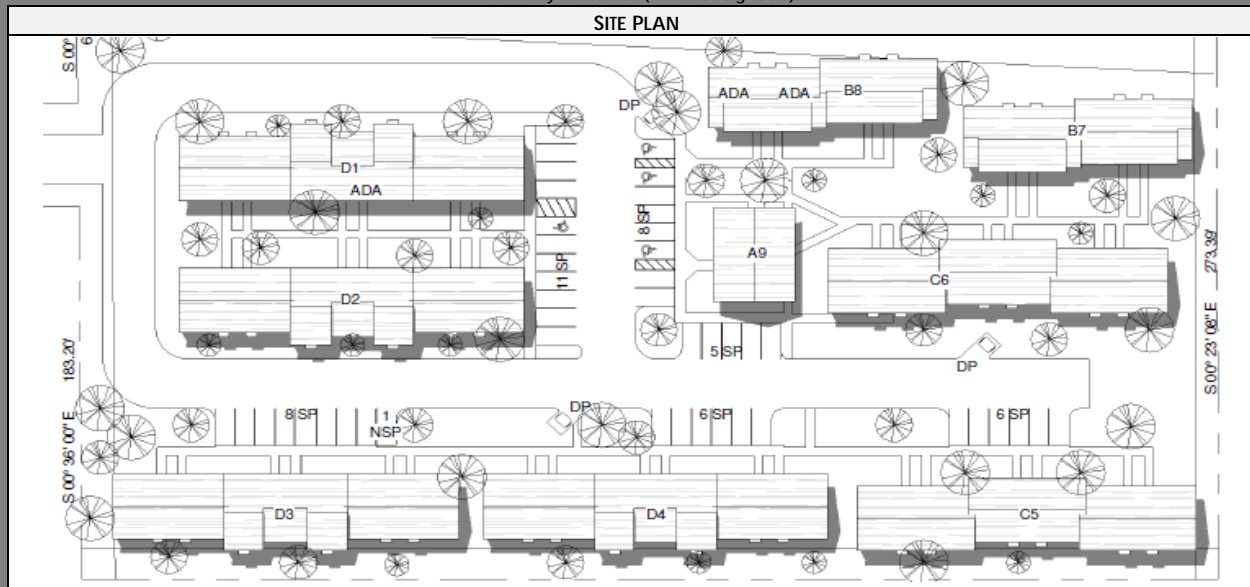 SITE PLAN
S 00°
6
DP
ADA ADA B8
B7
D1
ADA
8 SP
A9
11 SP
C6
D2
273.39'
S 00° 23' 08" E
183.20'
S 00° 36' 00" E
5 SP
DP
8 SP
1
NSP
DP
6 SP
6 SP
D3
D4
C5